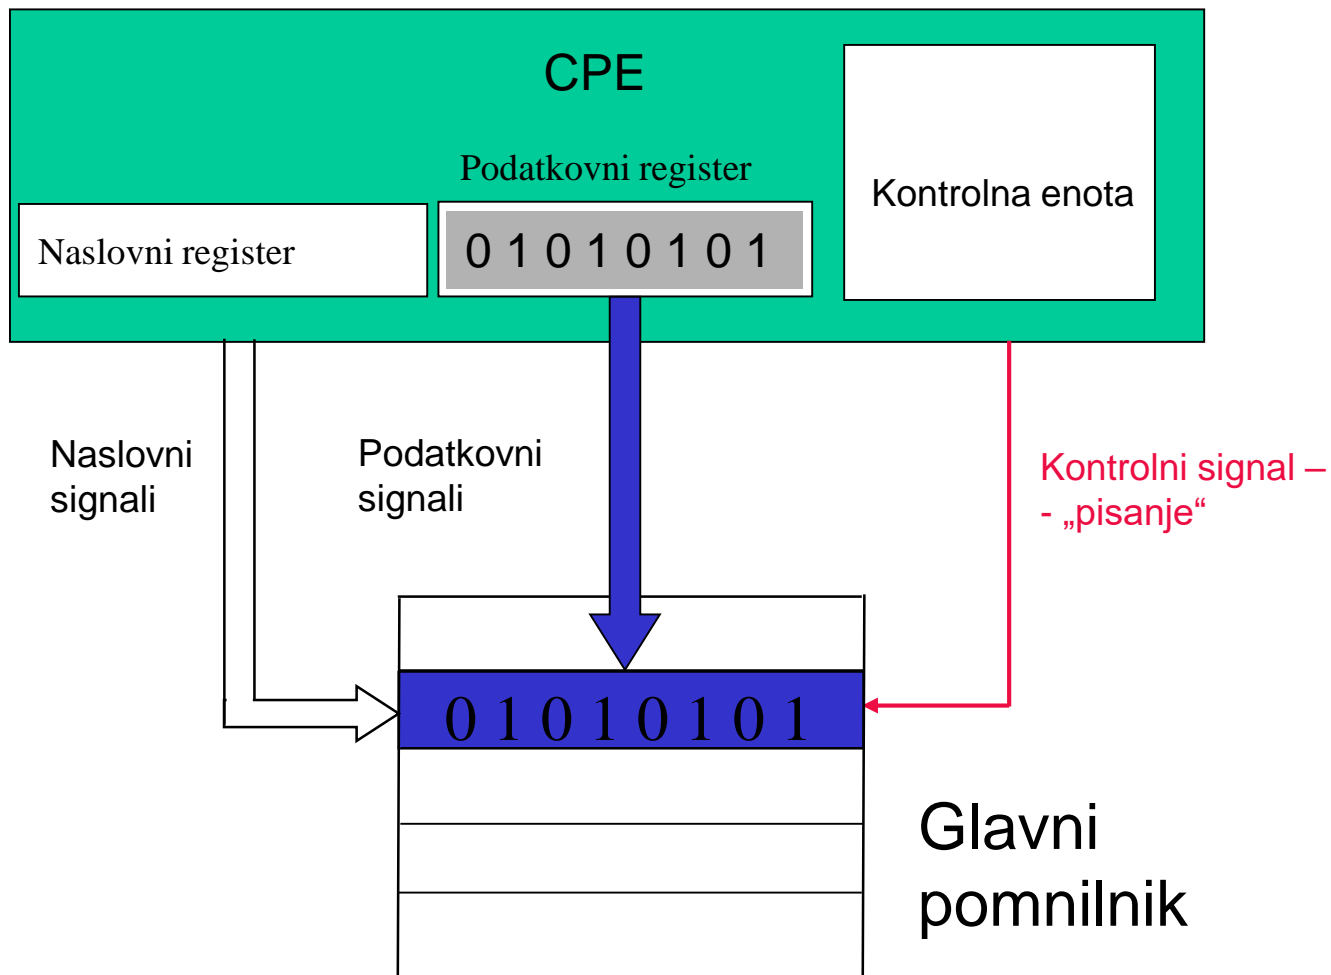 CPE
Podatkovni register
Kontrolna enota
Naslovni register
0 1 0 1 0 1 0 1
Naslovni
signali
Podatkovni
signali
Kontrolni signal –
- „pisanje“
0 1 0 1 0 1 0 1
Glavni
pomnilnik